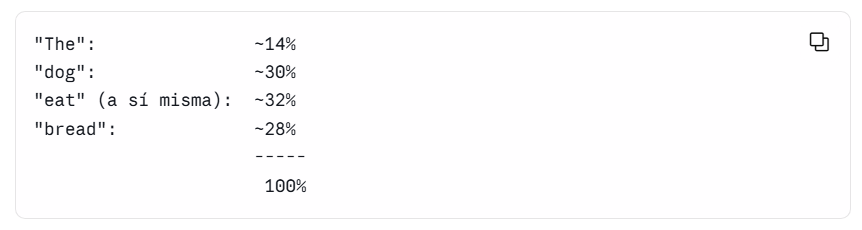 "The": ~14%
"dog": ~30%
"eat" (a sí misma): ~32%
"bread": ~28%
-----
100%